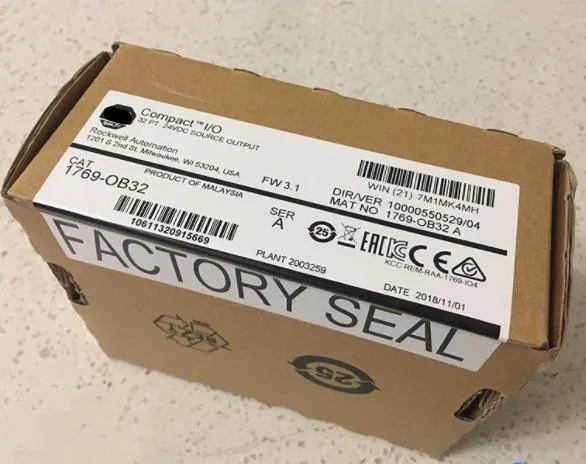 Compact™ I/O
32 PT. 24VDC SOURCE OUTPUT
Rockwell Automation
1201 S 2nd St. Milwaukee, WI 53204, USA
FW 3.1
CAT
1769-OB32
PRODUCT OF MALAYSIA
WIN (21) 7M1MK4MH
DIR/VER 10000550529/04
MAT NO 1769-OB32 A
10611320915669
SER
A
25
EAC
C E
KCC-REM-RAA-1769-IO4
PLANT 2003259
DATE 2018/11/01
FACTORY SEAL
25